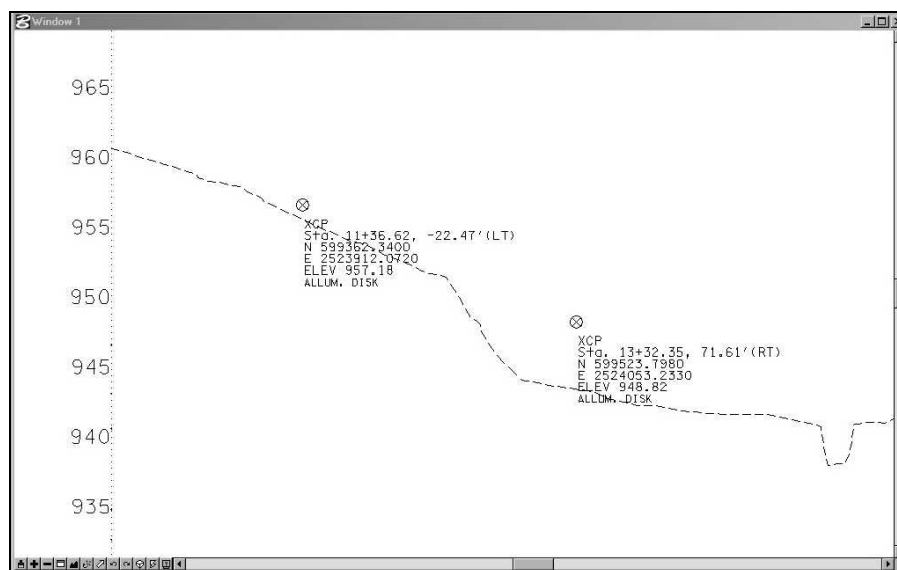 Window 1
965
960
955
XCP
Sta. 11+36.62, -22.47'(LT)
N 599362.3400
E 2523912.0720
ELEV 957.18
ALLUM. DISK
950
XCP
Sta. 13+32.35, 71.61'(RT)
N 599523.7980
E 2524053.2330
ELEV 948.82
ALLUM. DISK
945
940
935